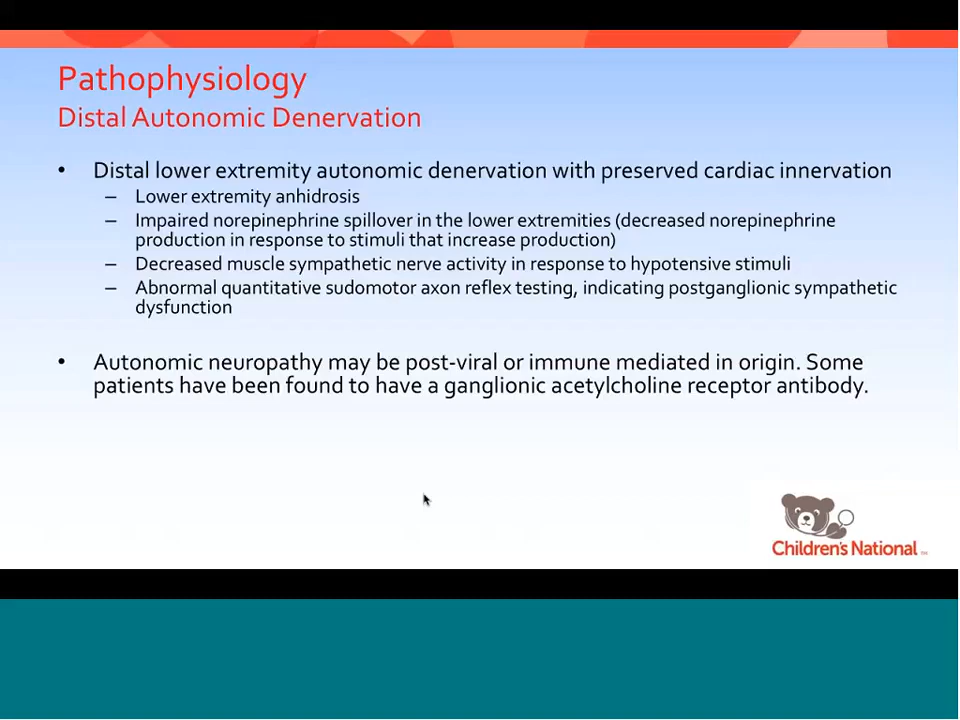 Pathophysiology
Distal Autonomic Denervation
• Distal lower extremity autonomic denervation with preserved cardiac innervation
– Lower extremity anhidrosis
– Impaired norepinephrine spillover in the lower extremities (decreased norepinephrine
production in response to stimuli that increase production)
– Decreased muscle sympathetic nerve activity in response to hypotensive stimuli
– Abnormal quantitative sudomotor axon reflex testing, indicating postganglionic sympathetic
dysfunction
• Autonomic neuropathy may be post-viral or immune mediated in origin. Some
patients have been found to have a ganglionic acetylcholine receptor antibody.
Children's National ™